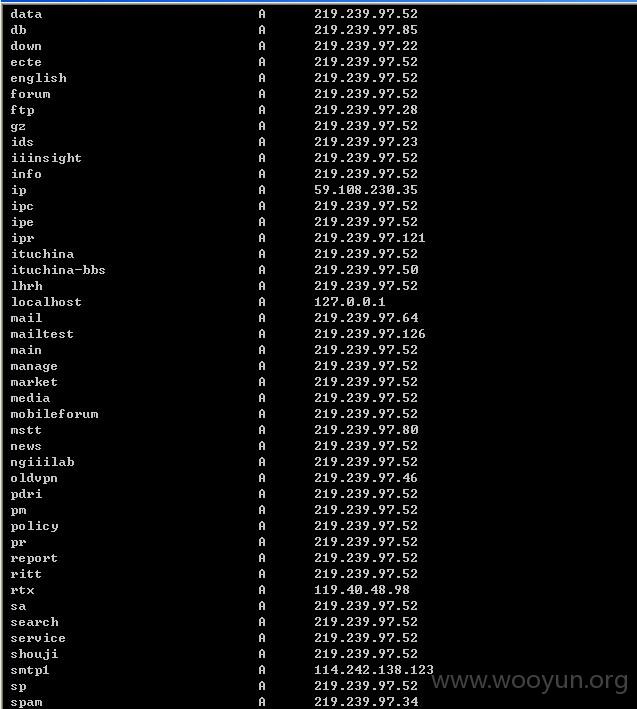 data A 219.239.97.52
db A 219.239.97.85
down A 219.239.97.22
ecte A 219.239.97.52
english A 219.239.97.52
forum A 219.239.97.52
ftp A 219.239.97.28
gz A 219.239.97.52
ids A 219.239.97.23
iiinsight A 219.239.97.52
info A 219.239.97.52
ip A 59.108.230.35
ipc A 219.239.97.52
ipe A 219.239.97.52
ipr A 219.239.97.121
ituchina A 219.239.97.52
ituchina-bbs A 219.239.97.50
lhrh A 219.239.97.52
localhost A 127.0.0.1
mail A 219.239.97.64
mailtest A 219.239.97.126
main A 219.239.97.52
manage A 219.239.97.52
market A 219.239.97.52
media A 219.239.97.52
mobileforum A 219.239.97.52
mstt A 219.239.97.80
news A 219.239.97.52
ngiiilab A 219.239.97.52
oldvpn A 219.239.97.46
pdri A 219.239.97.52
pm A 219.239.97.52
policy A 219.239.97.52
pr A 219.239.97.52
report A 219.239.97.52
ritt A 219.239.97.52
rtx A 119.40.48.98
sa A 219.239.97.52
search A 219.239.97.52
service A 219.239.97.52
shouji A 219.239.97.52
smtp1 A 114.242.138.123
sp A 219.239.97.52
spam A 219.239.97.34
www.wooyun.org